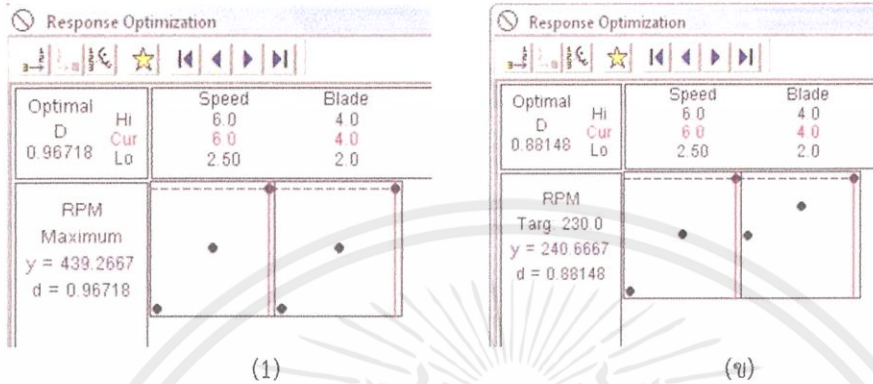 Response Optimization
Optimal
D
0.96718
Hi
Cur
Lo
Speed
6.0
6.0
2.50
Blade
4.0
4.0
2.0
RPM
Maximum
y = 439.2667
d = 0.96718
(1)
Response Optimization
Optimal
D
0.88148
Hi
Cur
Lo
Speed
6.0
6.0
2.50
Blade
4.0
4.0
2.0
RPM
Targ: 230.0
y = 240.6667
d = 0.88148
(ข)